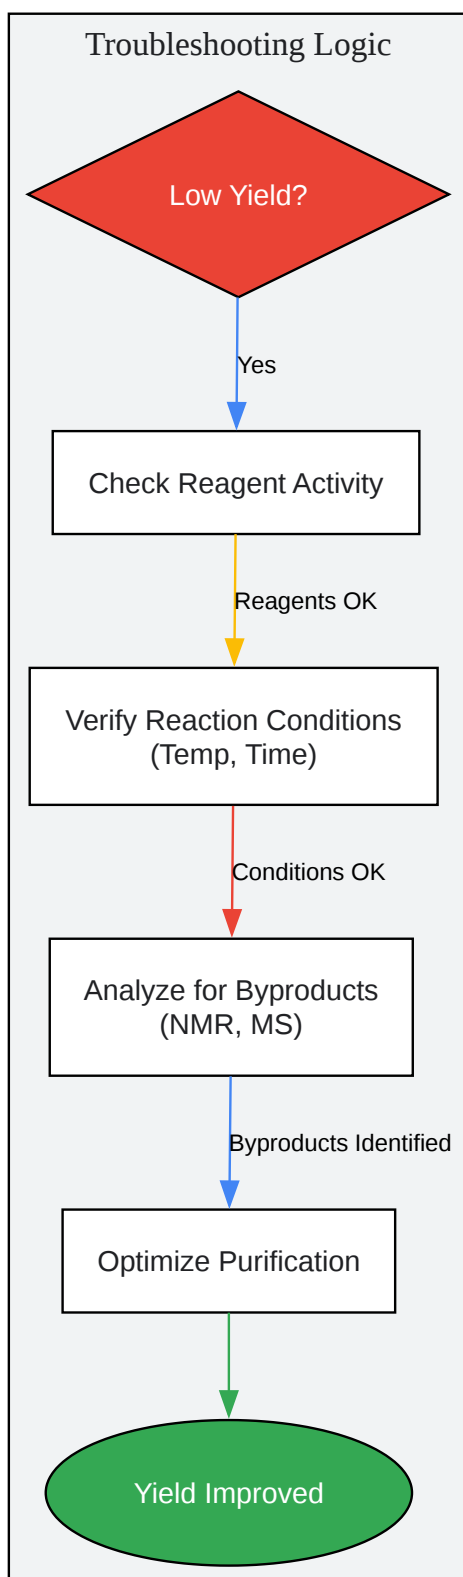 Troubleshooting Logic
Low Yield?
Yes
Check Reagent Activity
Reagents OK
Verify Reaction Conditions
(Temp, Time)
Conditions OK
Analyze for Byproducts
(NMR, MS)
Byproducts Identified
Optimize Purification
Yield Improved